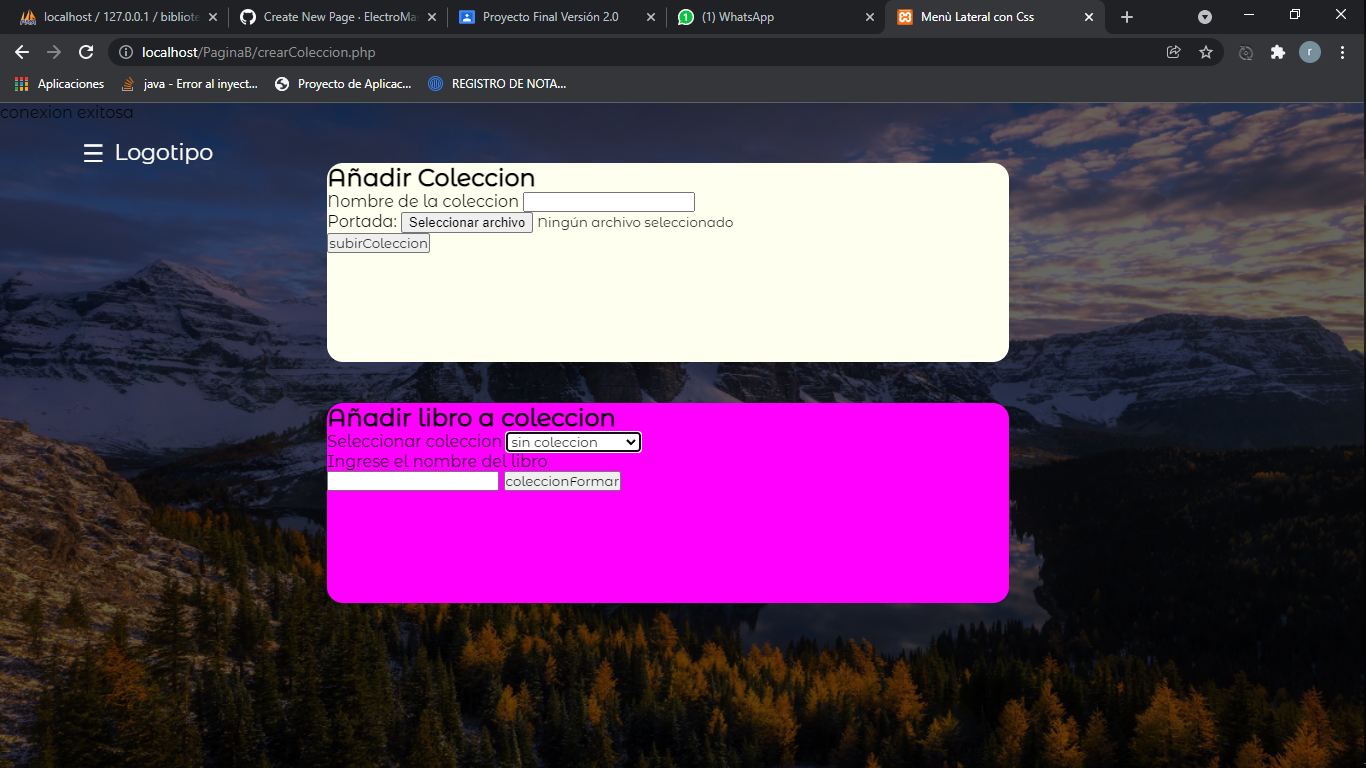 localhost / 127.0.0.1 / bibliote
Create New Page · ElectroMa
Proyecto Final Versión 2.0
1
(1) WhatsApp
Menù Lateral con Css
localhost/PaginaB/crearColeccion.php
r
Aplicaciones
java - Error al inyect...
Proyecto de Aplicac...
REGISTRO DE NOTA...
conexion exitosa
☰ Logotipo
Añadir Coleccion
Nombre de la coleccion
Portada: Seleccionar archivo Ningún archivo seleccionado
subirColeccion
Añadir libro a coleccion
Seleccionar coleccion sin coleccion
Ingrese el nombre del libro
coleccionFormar